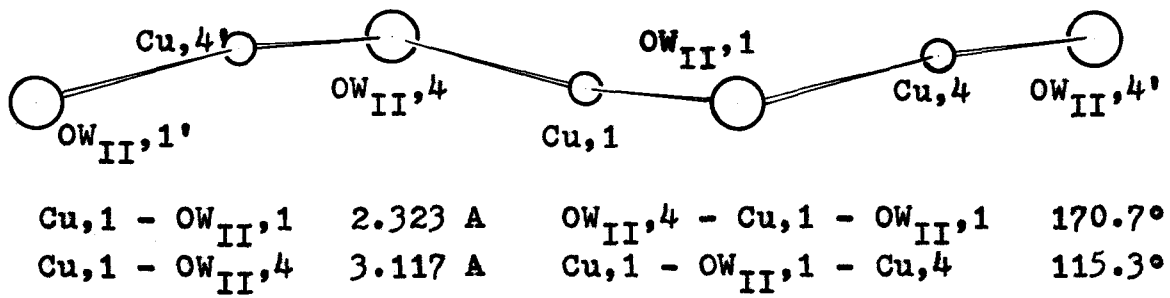 Cu,4' OW_II,1
OW_II,4 Cu,4 OW_II,4'
OW_II,1' Cu,1
Cu,1 - OW_II,1 2.323 A OW_II,4 - Cu,1 - OW_II,1 170.7°
Cu,1 - OW_II,4 3.117 A Cu,1 - OW_II,1 - Cu,4 115.3°